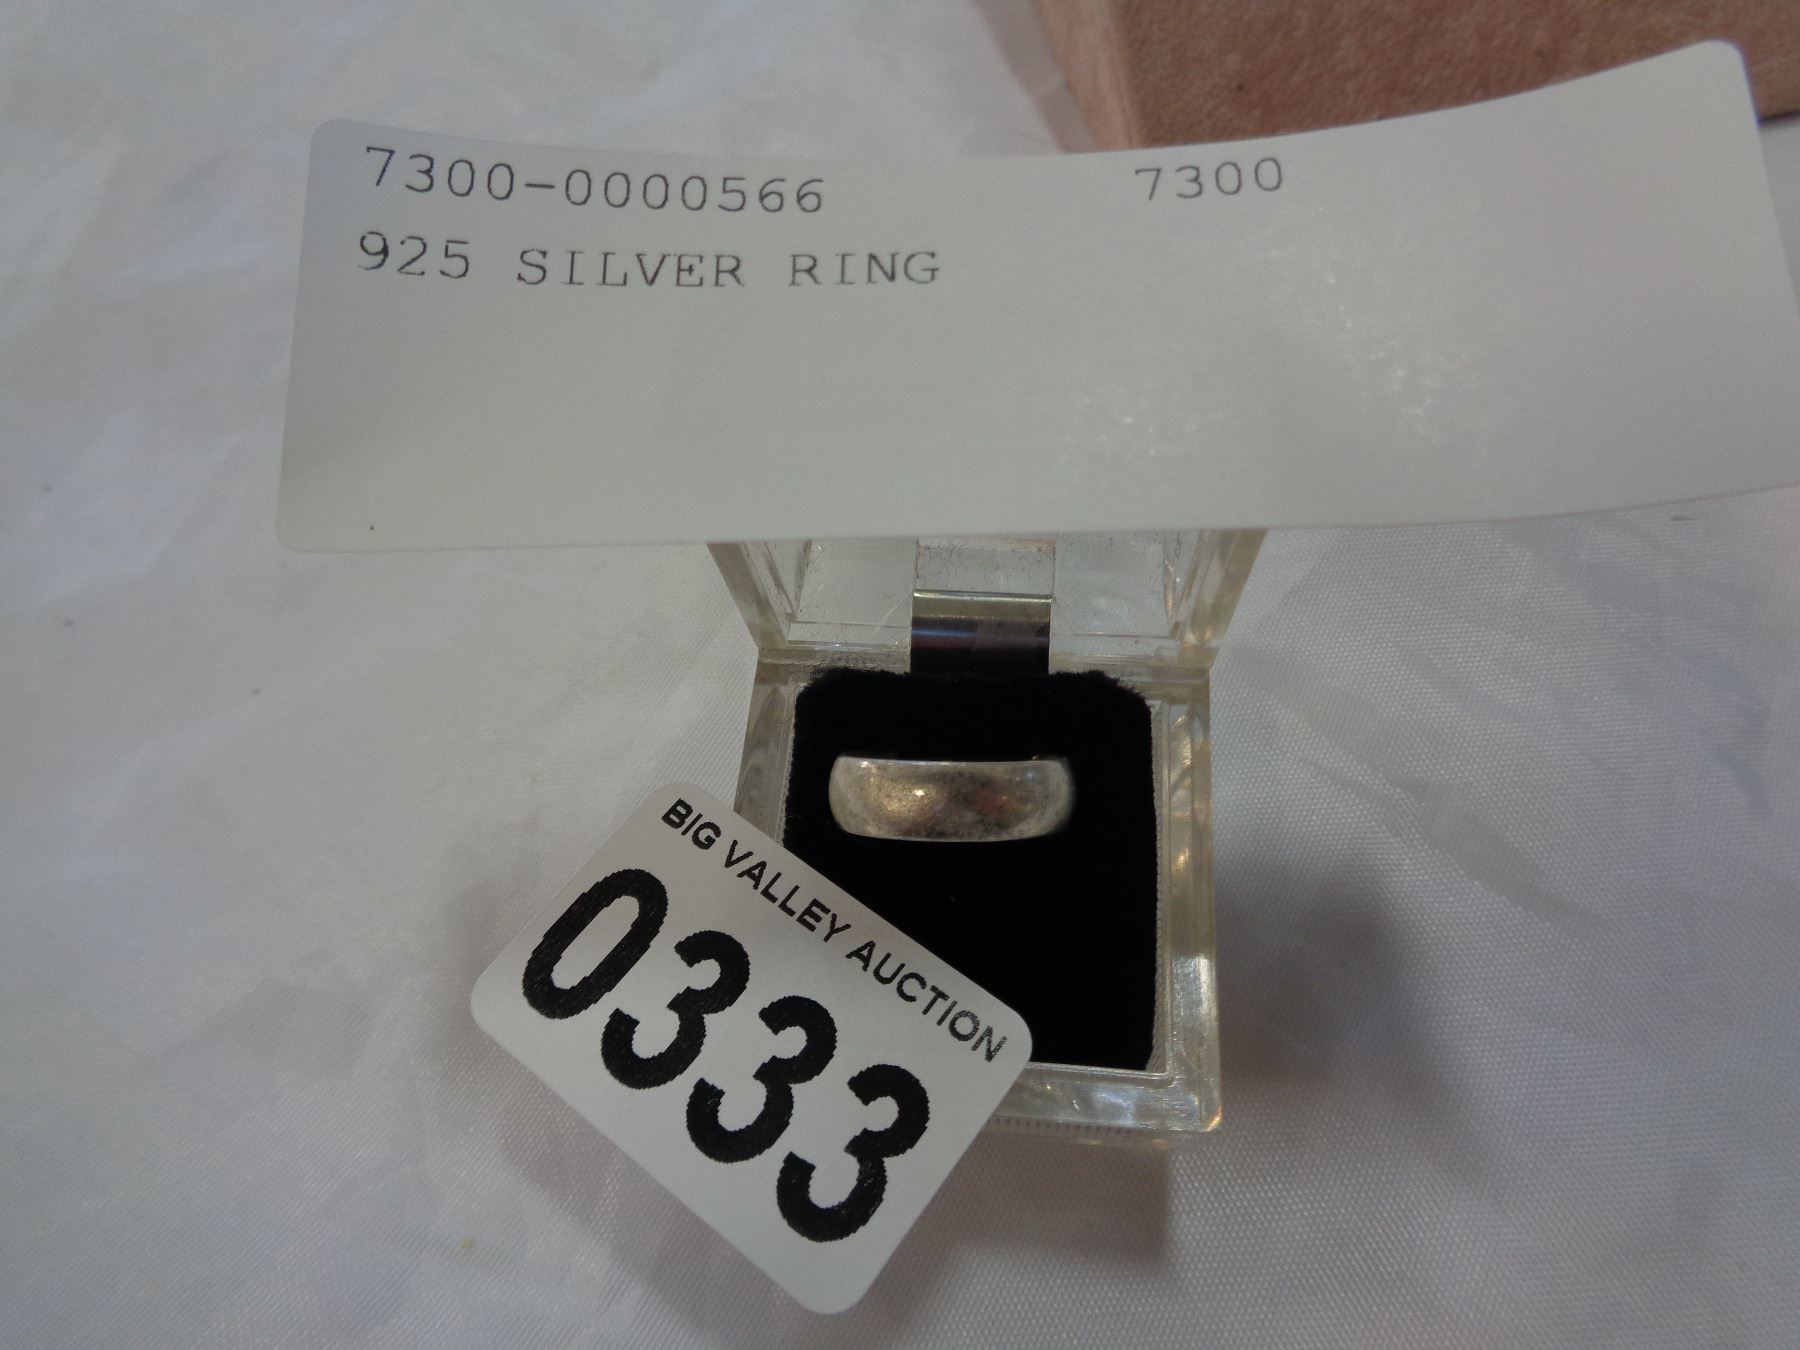 7300-0000566 7300
925 SILVER RING
BIG VALLEY AUCTION
0333